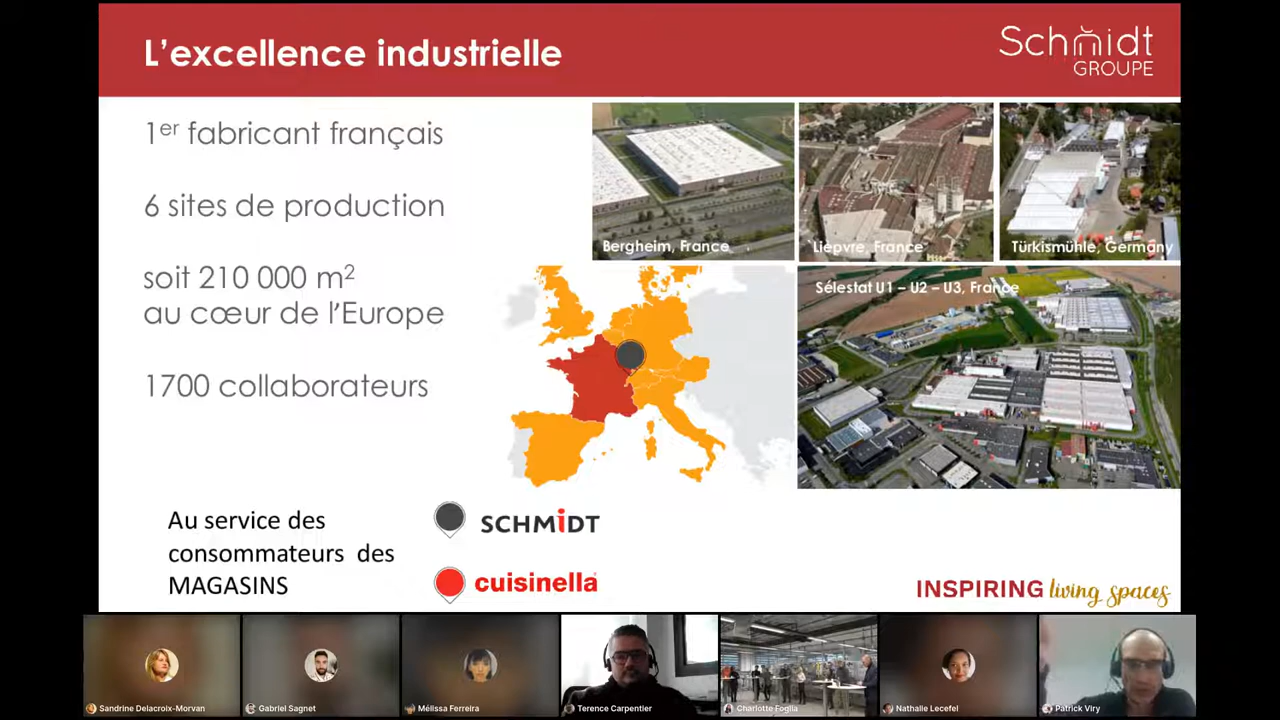 L’excellence industrielle
Schmidt
GROUPE
1er fabricant français
6 sites de production
soit 210 000 m2
au cœur de l’Europe
1700 collaborateurs
Bergheim, France
Lièpvre, France
Türkismühle, Germany
Sélestat U1 – U2 – U3, France
Au service des
consommateurs des
MAGASINS
SCHMiDT
cuisinella
INSPIRING living spaces
Sandrine Delacroix-Morvan
Gabriel Sagnet
Mélissa Ferreira
Terence Carpentier
Charlotte Foglia
Nathalie Lecefel
Patrick Viry